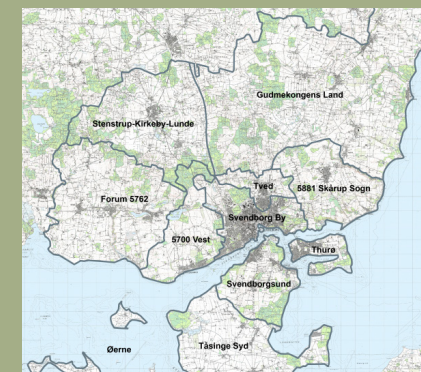 Gudmekongens Land
Stenstrup-Kirkeby-Lunde
Tved
5881 Skårup Sogn
Forum 5762
Svendborg By
5700 Vest
Thurø
Svendborgsund
Tåsinge Syd
Øerne